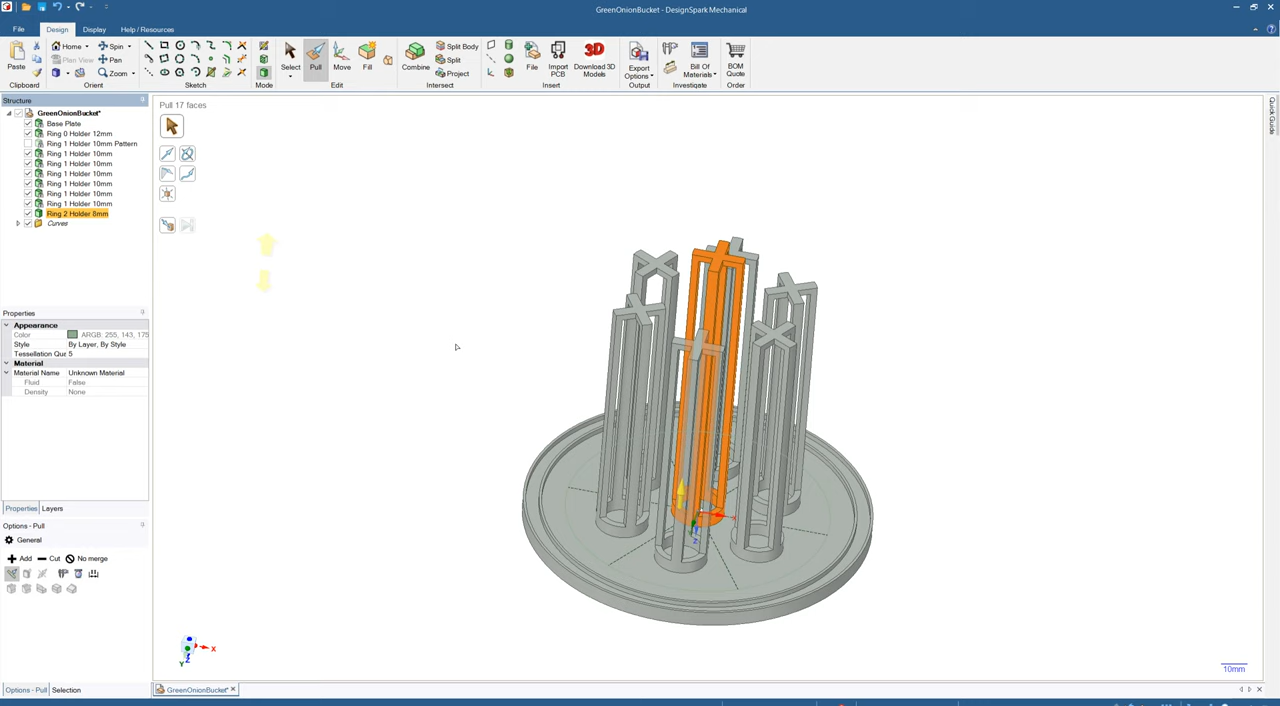 GreenOnionBucket - DesignSpark Mechanical
File
Design
Display
Help / Resources
Paste
Home
Spin
Plan View
Pan
Zoom
Select
Pull
Move
Fill
Combine
Split Body
Split
Project
File
Import PCB
Download 3D Models
Export Options
Bill Of Materials
BOM Quote
Clipboard
Orient
Sketch
Mode
Edit
Intersect
Insert
Output
Investigate
Order
Structure
GreenOnionBucket*
Base Plate
Ring 0 Holder 12mm
Ring 1 Holder 10mm Pattern
Ring 1 Holder 10mm
Ring 1 Holder 10mm
Ring 1 Holder 10mm
Ring 1 Holder 10mm
Ring 1 Holder 10mm
Ring 1 Holder 10mm
Ring 2 Holder 8mm
Curves
Pull 17 faces
Quick Guide
Properties
Appearance
Color ARGB: 255, 143, 175
Style By Layer, By Style
Tessellation Qua 5
Material
Material Name Unknown Material
Fluid False
Density None
Properties Layers
Options - Pull
General
Add Cut No merge
X
Y
Z
X
Z
10mm
Options - Pull Selection
GreenOnionBucket*